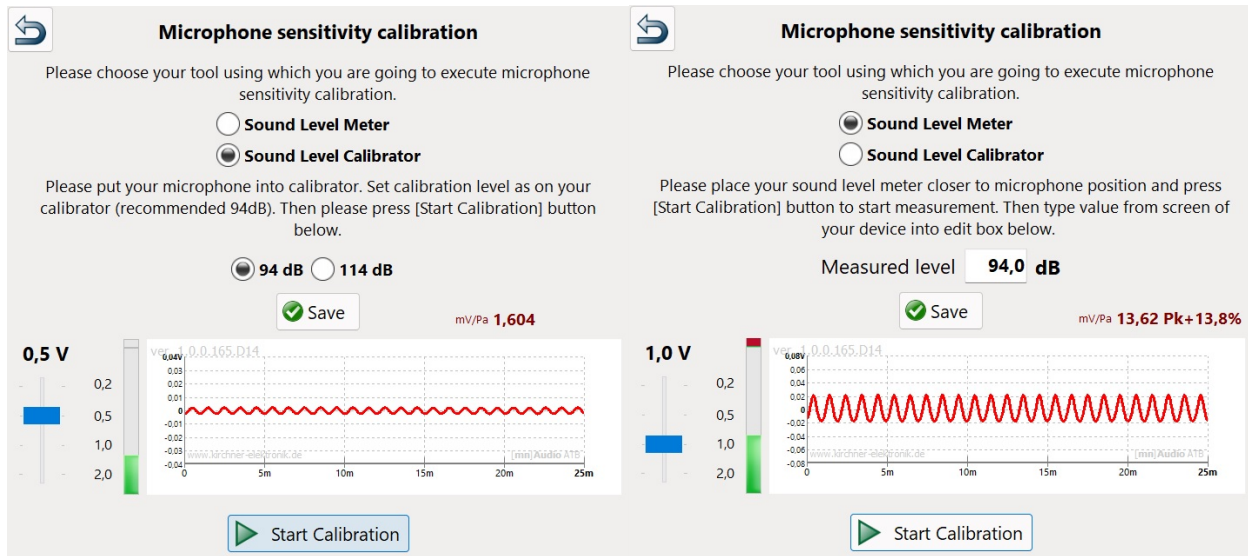 Microphone sensitivity calibration
Please choose your tool using which you are going to execute microphone
sensitivity calibration.
Sound Level Meter
Sound Level Calibrator
Please put your microphone into calibrator. Set calibration level as on your
calibrator (recommended 94dB). Then please press [Start Calibration] button
below.
94 dB 114 dB
Save
mV/Pa 1,604
0,5 V
0,2
0,5
1,0
2,0
ver. 1.0.0.165.D14
0,04V
0,03
0,02
0,01
0
-0,01
-0,02
-0,03
-0,04
www.kirchner-elektronik.de
[mn]Audio ATB
0 5m 10m 15m 20m 25m
Start Calibration
Microphone sensitivity calibration
Please choose your tool using which you are going to execute microphone
sensitivity calibration.
Sound Level Meter
Sound Level Calibrator
Please place your sound level meter closer to microphone position and press
[Start Calibration] button to start measurement. Then type value from screen of
your device into edit box below.
Measured level 94,0 dB
Save
mV/Pa 13,62 Pk+13,8%
1,0 V
0,2
0,5
1,0
2,0
ver. 1.0.0.165.D14
0,08V
0,06
0,04
0,02
0
-0,02
-0,04
-0,06
-0,08
www.kirchner-elektronik.de
[mn]Audio ATB
0 5m 10m 15m 20m 25m
Start Calibration